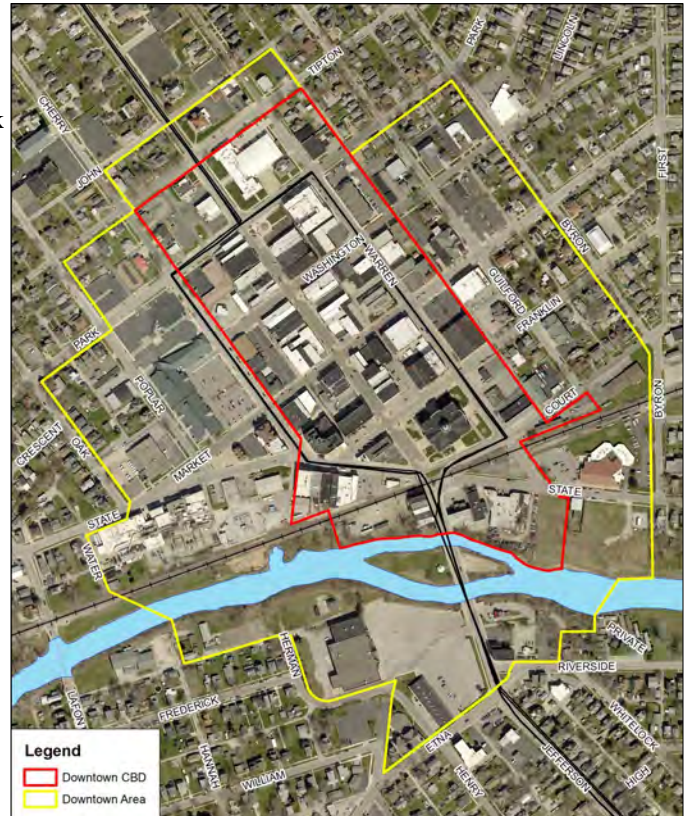 PARK
LINCOLN
TIPTON
CHERRY
JOHN
FIRST
BYRON
WASHINGTON
WARREN
GUILFORD
FRANKLIN
PARK
POPLAR
COURT
BYRON
CRESCENT
OAK
MARKET
STATE
STATE
WATER
PRIVATE
RIVERSIDE
HERMAN
LAFON
FREDERICK
WHITELOCK
ETNA
HANNAH
JEFFERSON
HIGH
WILLIAM
HENRY
Legend
Downtown CBD
Downtown Area